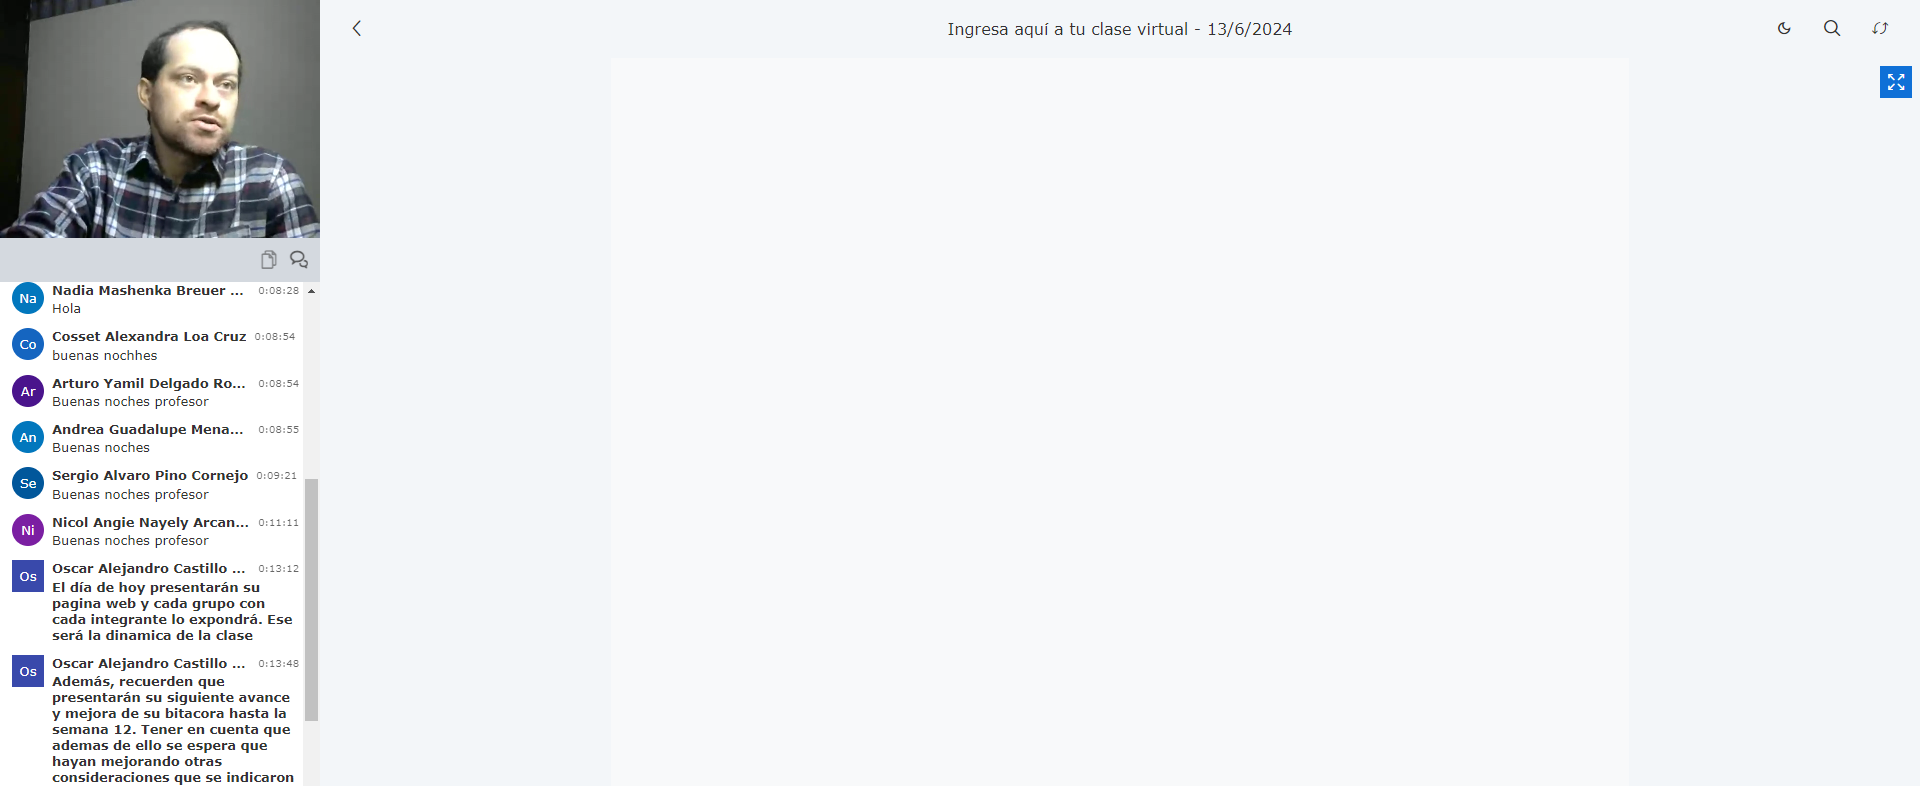 Ingresa aquí a tu clase virtual - 13/6/2024
Na
Nadia Mashenka Breuer ...
0:08:28
Hola
Co
Cosset Alexandra Loa Cruz
0:08:54
buenas nochhes
Ar
Arturo Yamil Delgado Ro...
0:08:54
Buenas noches profesor
An
Andrea Guadalupe Mena...
0:08:55
Buenas noches
Se
Sergio Alvaro Pino Cornejo
0:09:21
Buenas noches profesor
Ni
Nicol Angie Nayely Arcan...
0:11:11
Buenas noches profesor
Os
Oscar Alejandro Castillo ...
0:13:12
El día de hoy presentarán su
pagina web y cada grupo con
cada integrante lo expondrá. Ese
será la dinamica de la clase
Os
Oscar Alejandro Castillo ...
0:13:48
Además, recuerden que
presentarán su siguiente avance
y mejora de su bitacora hasta la
semana 12. Tener en cuenta que
ademas de ello se espera que
hayan mejorando otras
consideraciones que se indicaron